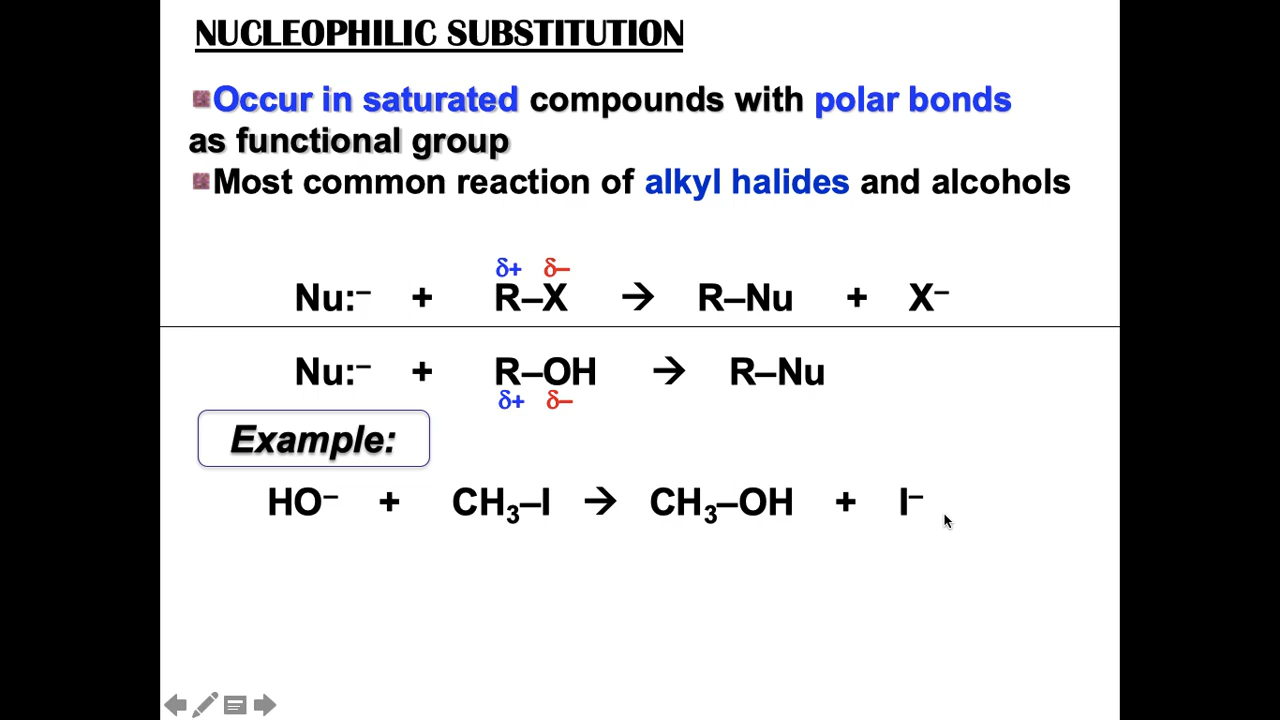 NUCLEOPHILIC SUBSTITUTION
Occur in saturated compounds with polar bonds
as functional group
Most common reaction of alkyl halides and alcohols
δ+ δ–
Nu:⁻ + R–X → R–Nu + X⁻
Nu:⁻ + R–OH → R–Nu
δ+ δ–
Example:
HO⁻ + CH₃–I → CH₃–OH + I⁻